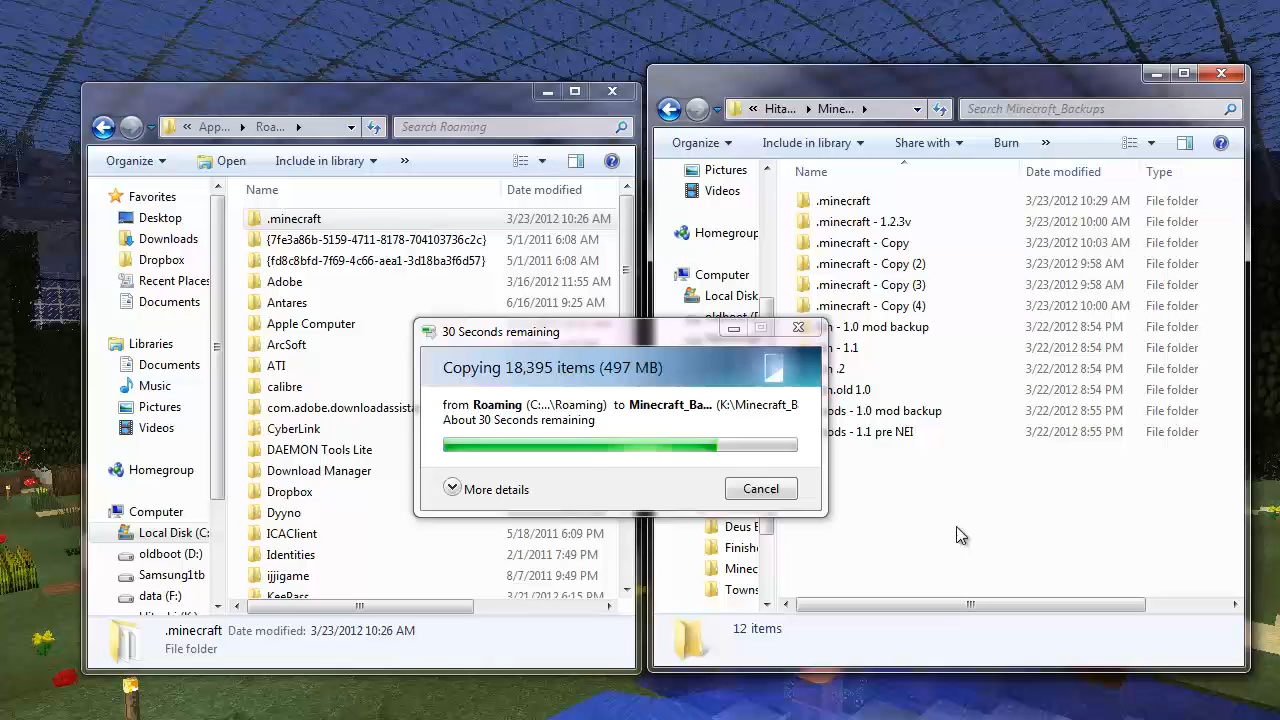 « App... ▸ Roa... ▸
Search Roaming
Organize Open Include in library »
Favorites
Desktop
Downloads
Dropbox
Recent Places
Documents
Libraries
Documents
Music
Pictures
Videos
Homegroup
Computer
Local Disk (C:
oldboot (D:)
Samsung1tb
data (F:)
Name Date modified
.minecraft 3/23/2012 10:26 AM
{7fe3a86b-5159-4711-8178-704103736c2c} 5/1/2011 6:08 AM
{fd8c8bfd-7f69-4c66-aea1-3d18ba3f6d57} 5/1/2011 6:08 AM
Adobe 3/16/2012 11:55 AM
Antares 6/16/2011 9:25 AM
Apple Computer
ArcSoft
ATI
calibre
com.adobe.downloadassista
CyberLink
DAEMON Tools Lite
Download Manager
Dropbox
Dyyno
ICAClient 5/18/2011 6:09 PM
Identities 2/1/2011 7:49 PM
ijjigame 8/7/2011 9:49 PM
KeePass 3/21/2012 6:15 PM
.minecraft Date modified: 3/23/2012 10:26 AM
File folder
30 Seconds remaining
Copying 18,395 items (497 MB)
from Roaming (C:...\Roaming) to Minecraft_Ba... (K:\Minecraft_B
About 30 Seconds remaining
More details
Cancel
« Hita... ▸ Mine... ▸
Search Minecraft_Backups
Organize Include in library Share with Burn »
Pictures
Videos
Homegroup
Computer
Local Disk
Deus E
Finishe
Minec
Towns
Name Date modified Type
.minecraft 3/23/2012 10:29 AM File folder
.minecraft - 1.2.3v 3/23/2012 10:00 AM File folder
.minecraft - Copy 3/23/2012 10:03 AM File folder
.minecraft - Copy (2) 3/23/2012 9:58 AM File folder
.minecraft - Copy (3) 3/23/2012 9:58 AM File folder
.minecraft - Copy (4) 3/23/2012 10:00 AM File folder
n - 1.0 mod backup 3/22/2012 8:54 PM File folder
- 1.1 3/22/2012 8:54 PM File folder
.2 3/22/2012 8:54 PM File folder
.old 1.0 3/22/2012 8:54 PM File folder
ods - 1.0 mod backup 3/22/2012 8:55 PM File folder
ods - 1.1 pre NEI 3/22/2012 8:55 PM File folder
12 items